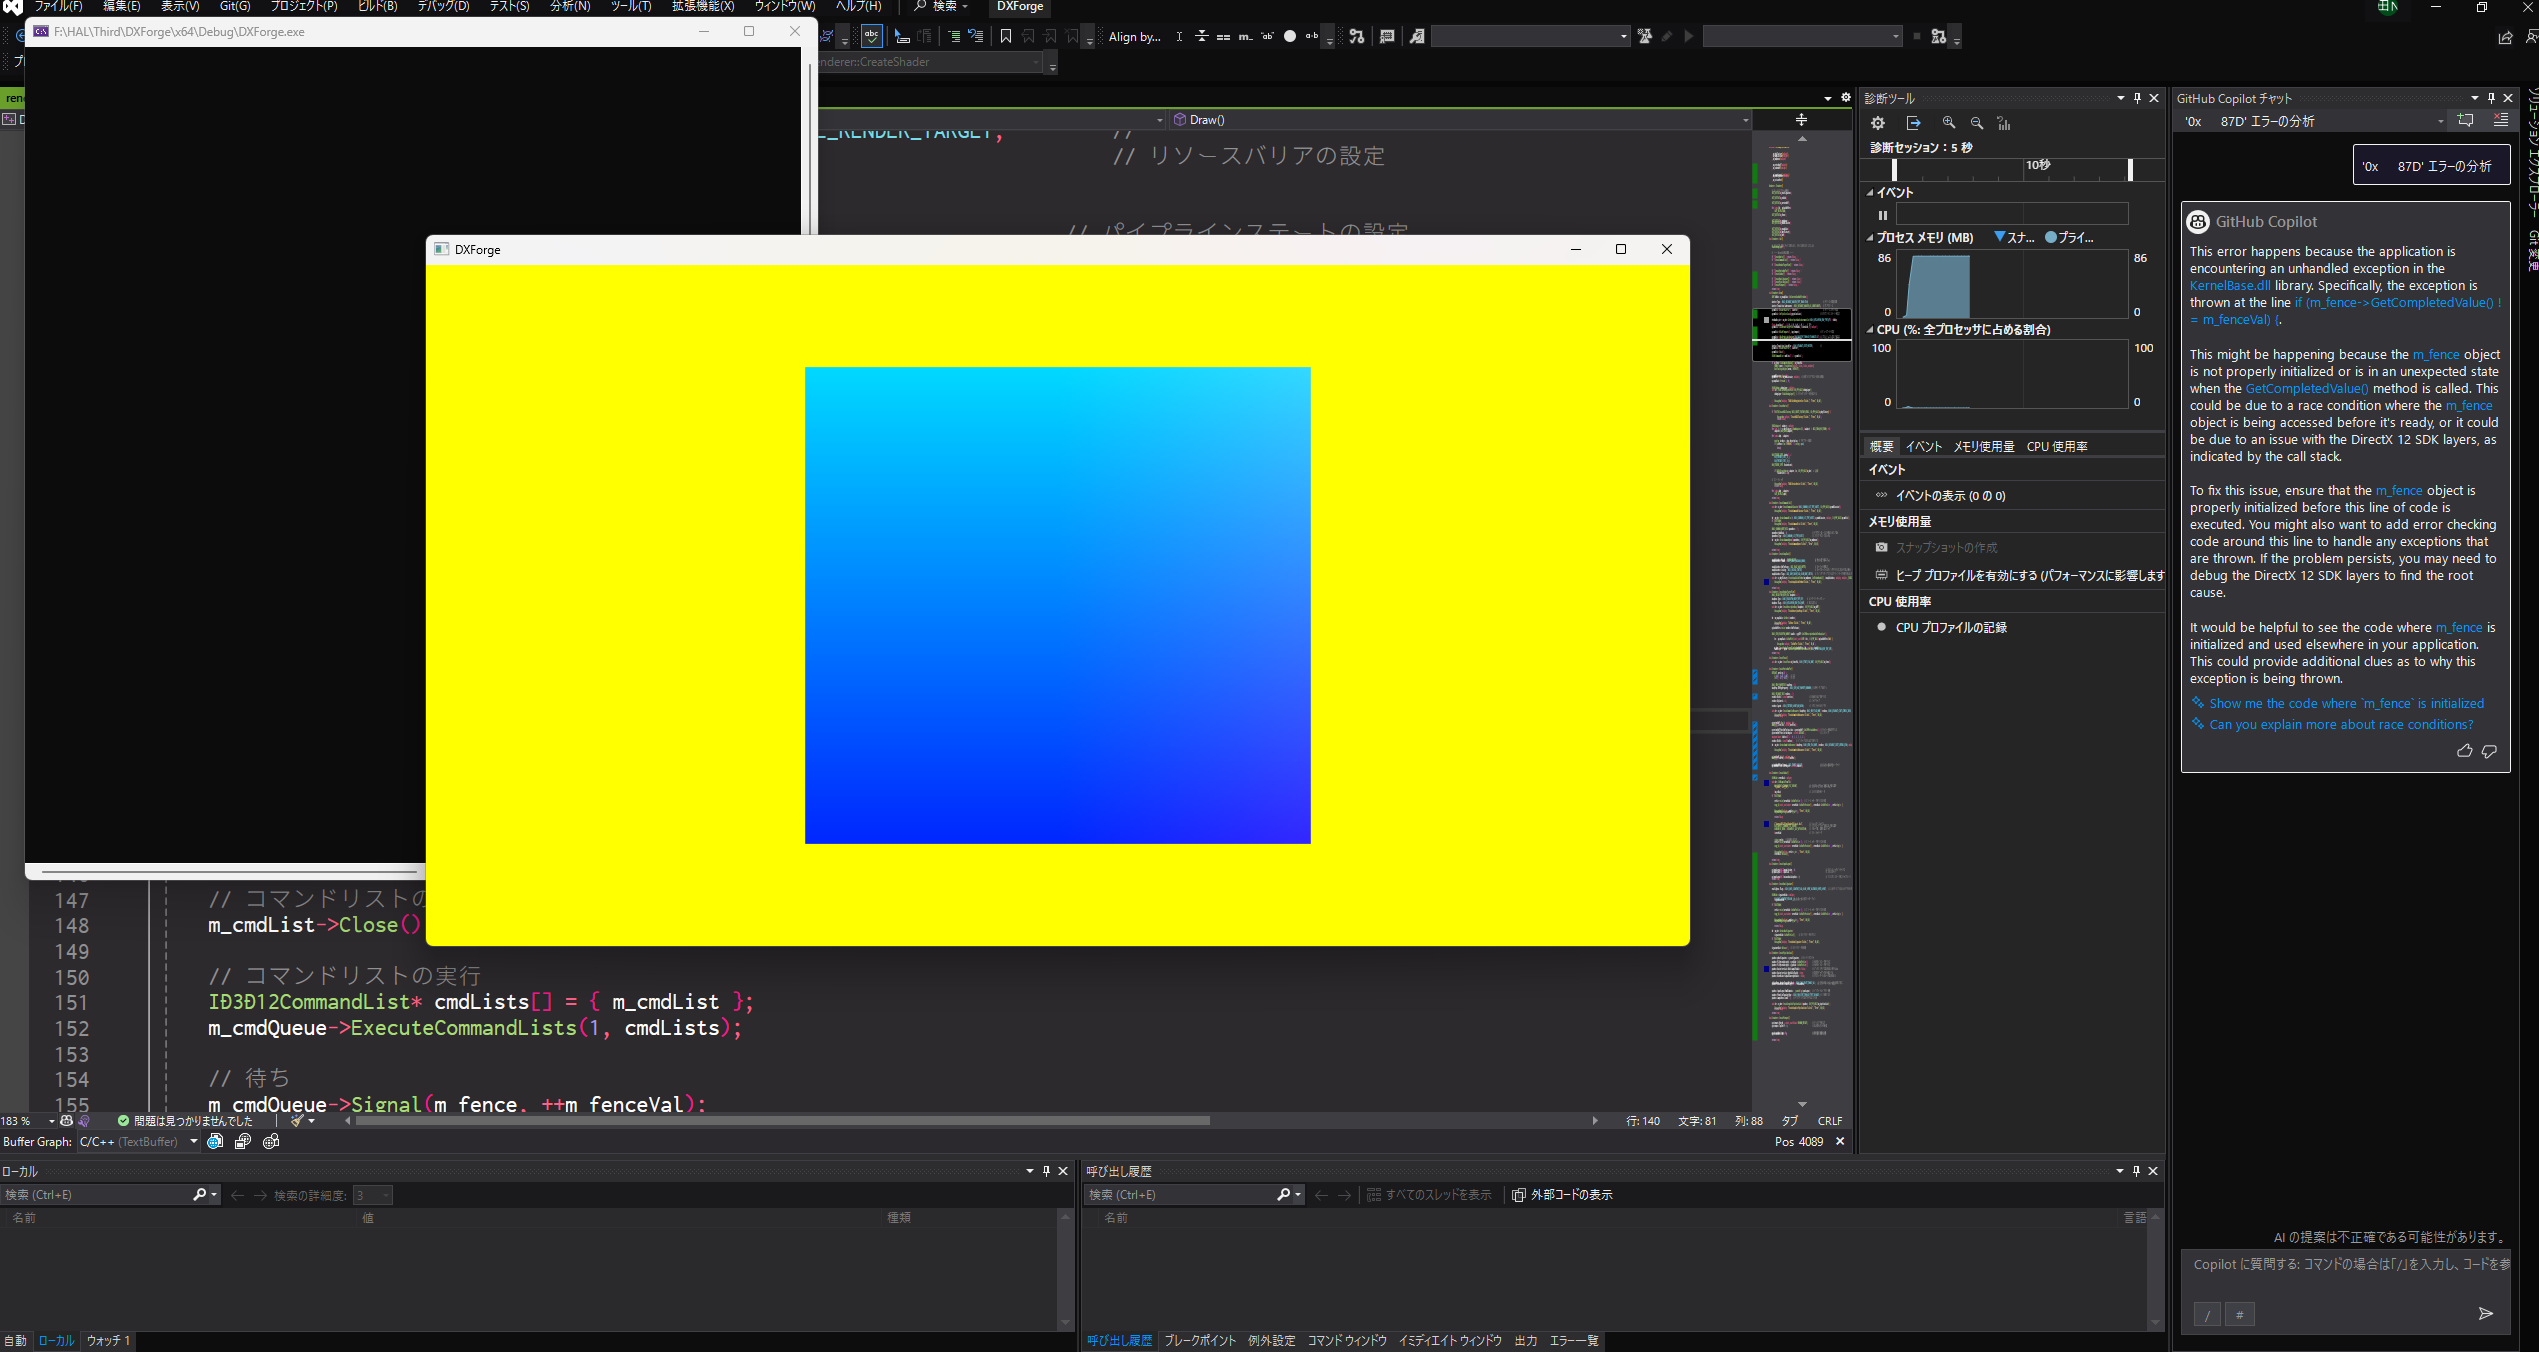 ファイル(F) 編集(E) 表示(V) Git(G) プロジェクト(P) ビルド(B) デバッグ(D) テスト(S) 分析(N) ツール(T) 拡張機能(X) ウィンドウ(W) ヘルプ(H) 検索 DXForge
F:\HAL\Third\DXForge\x64\Debug\DXForge.exe
Align by...
enderer::CreateShader
Draw()
E_RENDER_TARGET; //
// リソースバリアの設定
// パイプラインステートの設定
DXForge
147 // コマンドリストの
148 m_cmdList->Close()
149
150 // コマンドリストの実行
151 ID3D12CommandList* cmdLists[] = { m_cmdList };
152 m_cmdQueue->ExecuteCommandLists(1, cmdLists);
153
154 // 待ち
155 m_cmdQueue->Signal(m_fence, ++m_fenceVal);
183 % 問題は見つかりませんでした 行: 140 文字: 81 列: 88 タブ CRLF
Buffer Graph: C/C++ (TextBuffer) Pos 4089
診断ツール
診断セッション: 5 秒
10秒
イベント
プロセス メモリ (MB) スナ... プライ...
86 86
0 0
CPU (%: 全プロセッサに占める割合)
100 100
0 0
概要 イベント メモリ使用量 CPU 使用率
イベント
イベントの表示 (0 の 0)
メモリ使用量
スナップショットの作成
ヒープ プロファイルを有効にする (パフォーマンスに影響します
CPU 使用率
CPU プロファイルの記録
GitHub Copilot チャット
'0x 87D' エラーの分析
'0x 87D' エラーの分析
GitHub Copilot
This error happens because the application is
encountering an unhandled exception in the
KernelBase.dll library. Specifically, the exception is
thrown at the line if (m_fence->GetCompletedValue() !
= m_fenceVal) {.
This might be happening because the m_fence object
is not properly initialized or is in an unexpected state
when the GetCompletedValue() method is called. This
could be due to a race condition where the m_fence
object is being accessed before it's ready, or it could
be due to an issue with the DirectX 12 SDK layers, as
indicated by the call stack.
To fix this issue, ensure that the m_fence object is
properly initialized before this line of code is
executed. You might also want to add error checking
code around this line to handle any exceptions that
are thrown. If the problem persists, you may need to
debug the DirectX 12 SDK layers to find the root
cause.
It would be helpful to see the code where m_fence is
initialized and used elsewhere in your application.
This could provide additional clues as to why this
exception is being thrown.
Show me the code where `m_fence` is initialized
Can you explain more about race conditions?
AI の提案は不正確である可能性があります。
Copilot に質問する: コマンドの場合は「/」を入力し、コードを参
/ #
ソリューション エクスプローラー
Git 変更
ローカル
検索 (Ctrl+E) 検索の詳細度: 3
名前 値 種類
自動 ローカル ウォッチ 1
呼び出し履歴
検索 (Ctrl+E) すべてのスレッドを表示 外部コードの表示
名前 言語
呼び出し履歴 ブレークポイント 例外設定 コマンド ウィンドウ イミディエイト ウィンドウ 出力 エラー一覧